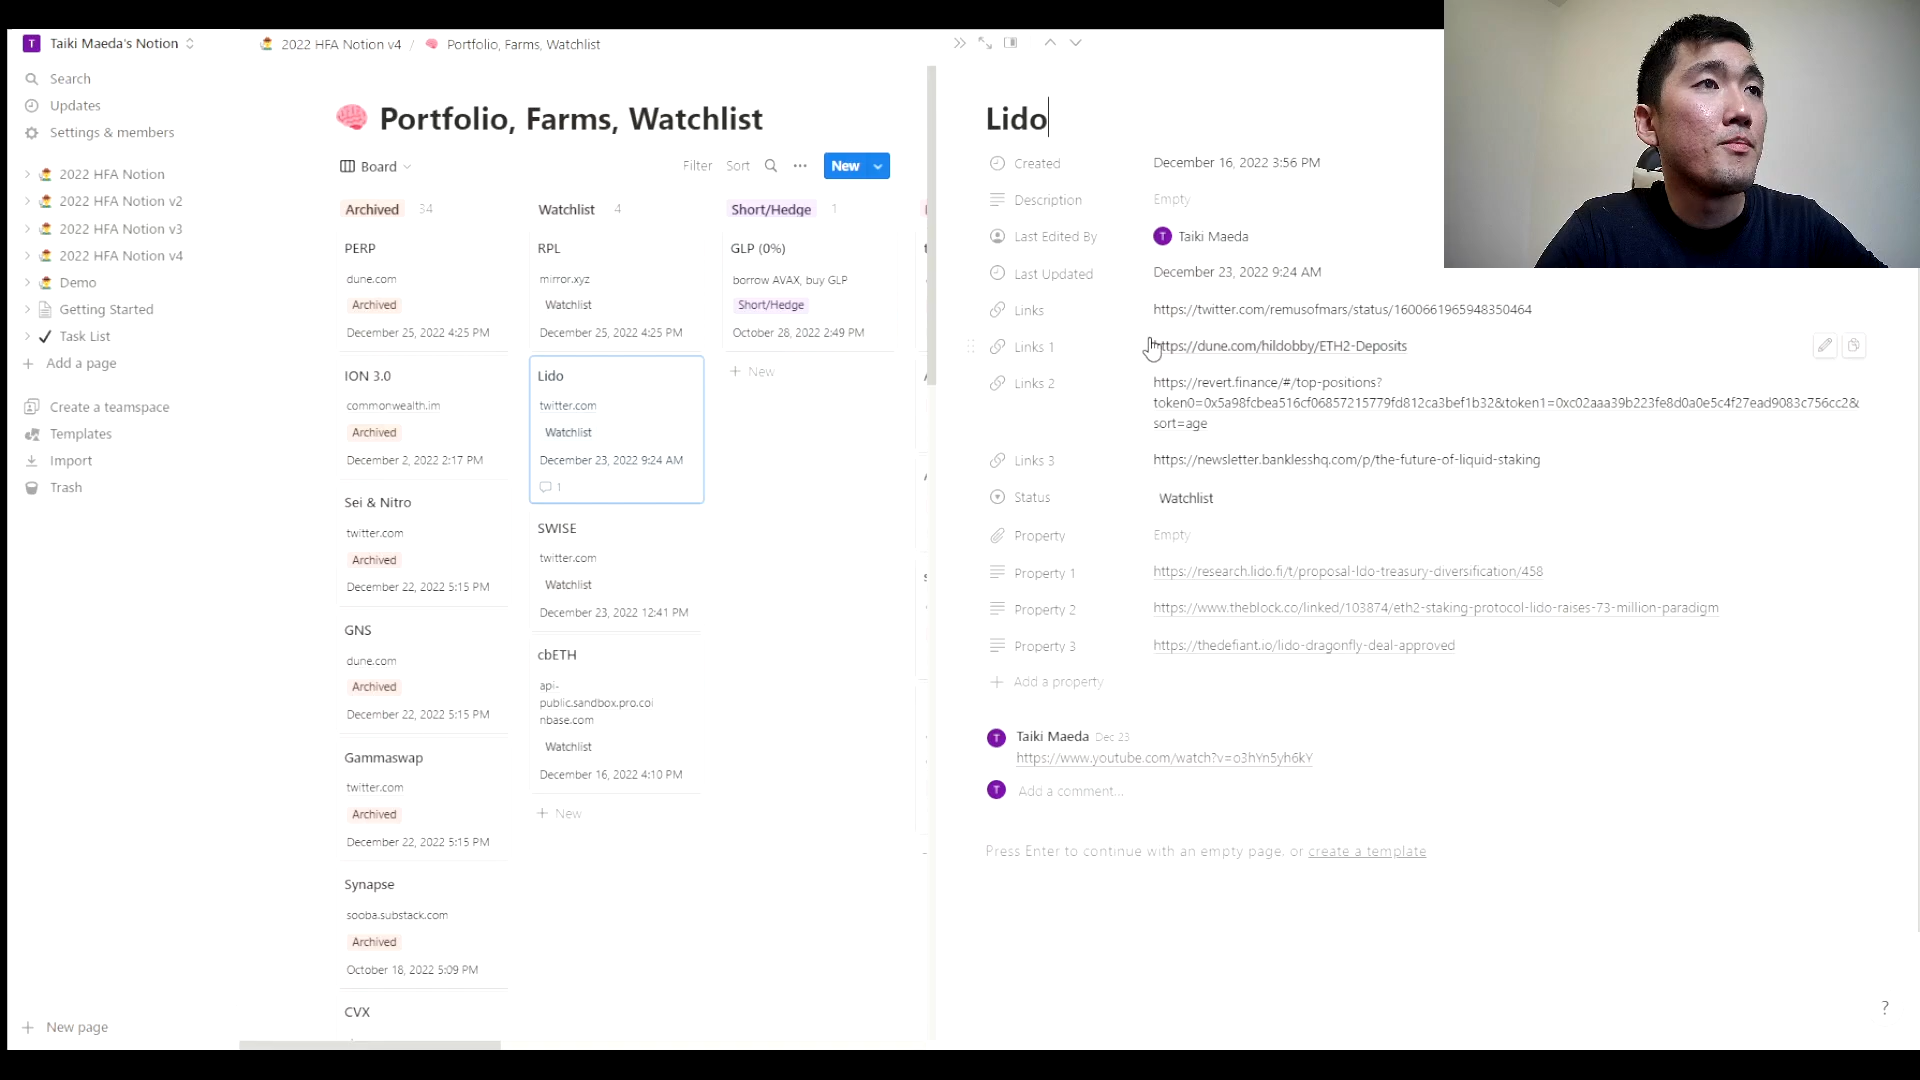 T Taiki Maeda's Notion
Search
Updates
Settings & members
2022 HFA Notion
2022 HFA Notion v2
2022 HFA Notion v3
2022 HFA Notion v4
Demo
Getting Started
Task List
Add a page
Create a teamspace
Templates
Import
Trash
New page
2022 HFA Notion v4 / Portfolio, Farms, Watchlist
Portfolio, Farms, Watchlist
Board
Filter Sort New
Archived 34
PERP
dune.com
Archived
December 25, 2022 4:25 PM
ION 3.0
commonwealth.im
Archived
December 2, 2022 2:17 PM
Sei & Nitro
twitter.com
Archived
December 22, 2022 5:15 PM
GNS
dune.com
Archived
December 22, 2022 5:15 PM
Gammaswap
twitter.com
Archived
December 22, 2022 5:15 PM
Synapse
sooba.substack.com
Archived
October 18, 2022 5:09 PM
CVX
Watchlist 4
RPL
mirror.xyz
Watchlist
December 25, 2022 4:25 PM
Lido
twitter.com
Watchlist
December 23, 2022 9:24 AM
1
SWISE
twitter.com
Watchlist
December 23, 2022 12:41 PM
cbETH
api-
public.sandbox.pro.coi
nbase.com
Watchlist
December 16, 2022 4:10 PM
+ New
Short/Hedge 1
GLP (0%)
borrow AVAX, buy GLP
Short/Hedge
October 28, 2022 2:49 PM
+ New
Lido
Created December 16, 2022 3:56 PM
Description Empty
Last Edited By T Taiki Maeda
Last Updated December 23, 2022 9:24 AM
Links https://twitter.com/remusofmars/status/1600661965948350464
Links 1 https://dune.com/hildobby/ETH2-Deposits
Links 2 https://revert.finance/#/top-positions?
token0=0x5a98fcbea516cf06857215779fd812ca3bef1b32&token1=0xc02aaa39b223fe8d0a0e5c4f27ead9083c756cc2&
sort=age
Links 3 https://newsletter.banklesshq.com/p/the-future-of-liquid-staking
Status Watchlist
Property Empty
Property 1 https://research.lido.fi/t/proposal-ldo-treasury-diversification/458
Property 2 https://www.theblock.co/linked/103874/eth2-staking-protocol-lido-raises-73-million-paradigm
Property 3 https://thedefiant.io/lido-dragonfly-deal-approved
+ Add a property
T Taiki Maeda Dec 23
https://www.youtube.com/watch?v=o3hYn5yh6kY
T Add a comment...
Press Enter to continue with an empty page, or create a template
?